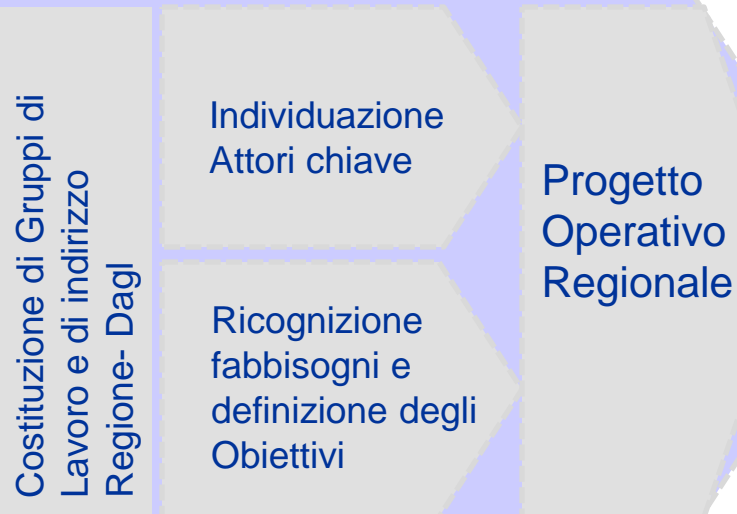 Costituzione di Gruppi di
Lavoro e di indirizzo
Regione- Dagl
Individuazione
Attori chiave
Ricognizione
fabbisogni e
definizione degli
Obiettivi
Progetto
Operativo
Regionale